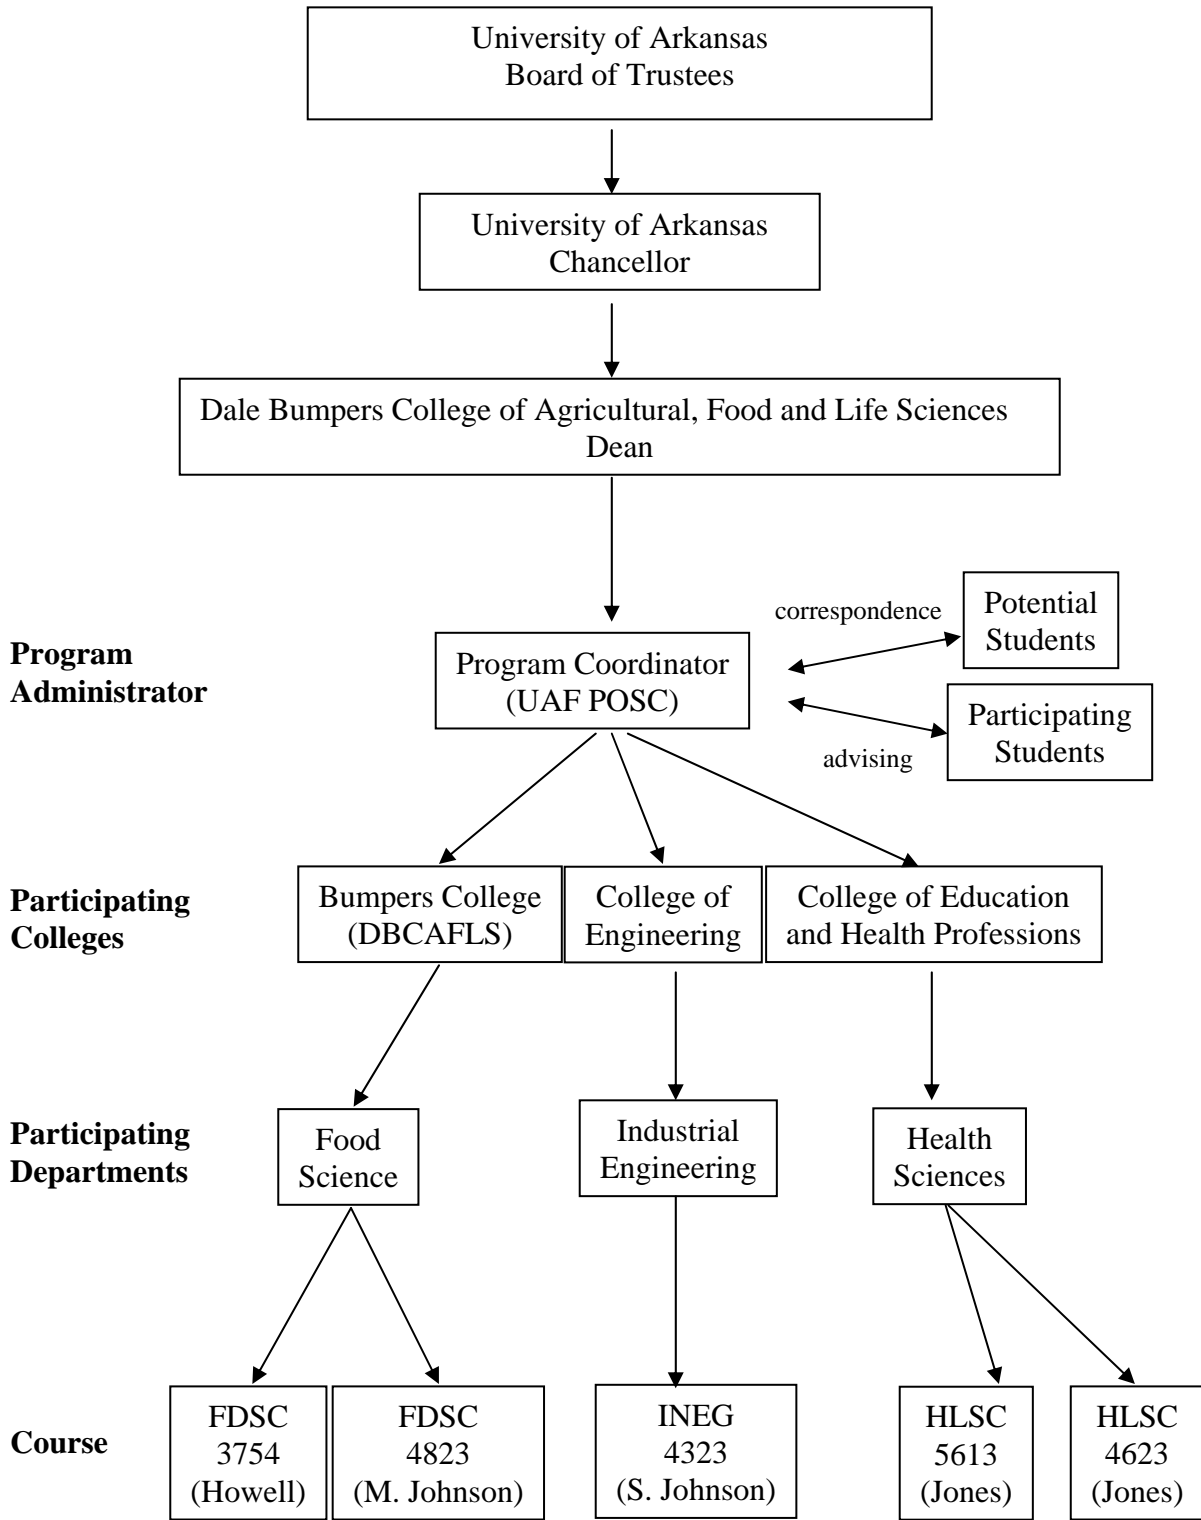 University of Arkansas
Board of Trustees
University of Arkansas
Chancellor
Dale Bumpers College of Agricultural, Food and Life Sciences
Dean
Program
Administrator
Program Coordinator
(UAF POSC)
correspondence
Potential
Students
advising
Participating
Students
Participating
Colleges
Bumpers College
(DBCAFLS)
College of
Engineering
College of Education
and Health Professions
Participating
Departments
Food
Science
Industrial
Engineering
Health
Sciences
Course
FDSC
3754
(Howell)
FDSC
4823
(M. Johnson)
INEG
4323
(S. Johnson)
HLSC
5613
(Jones)
HLSC
4623
(Jones)